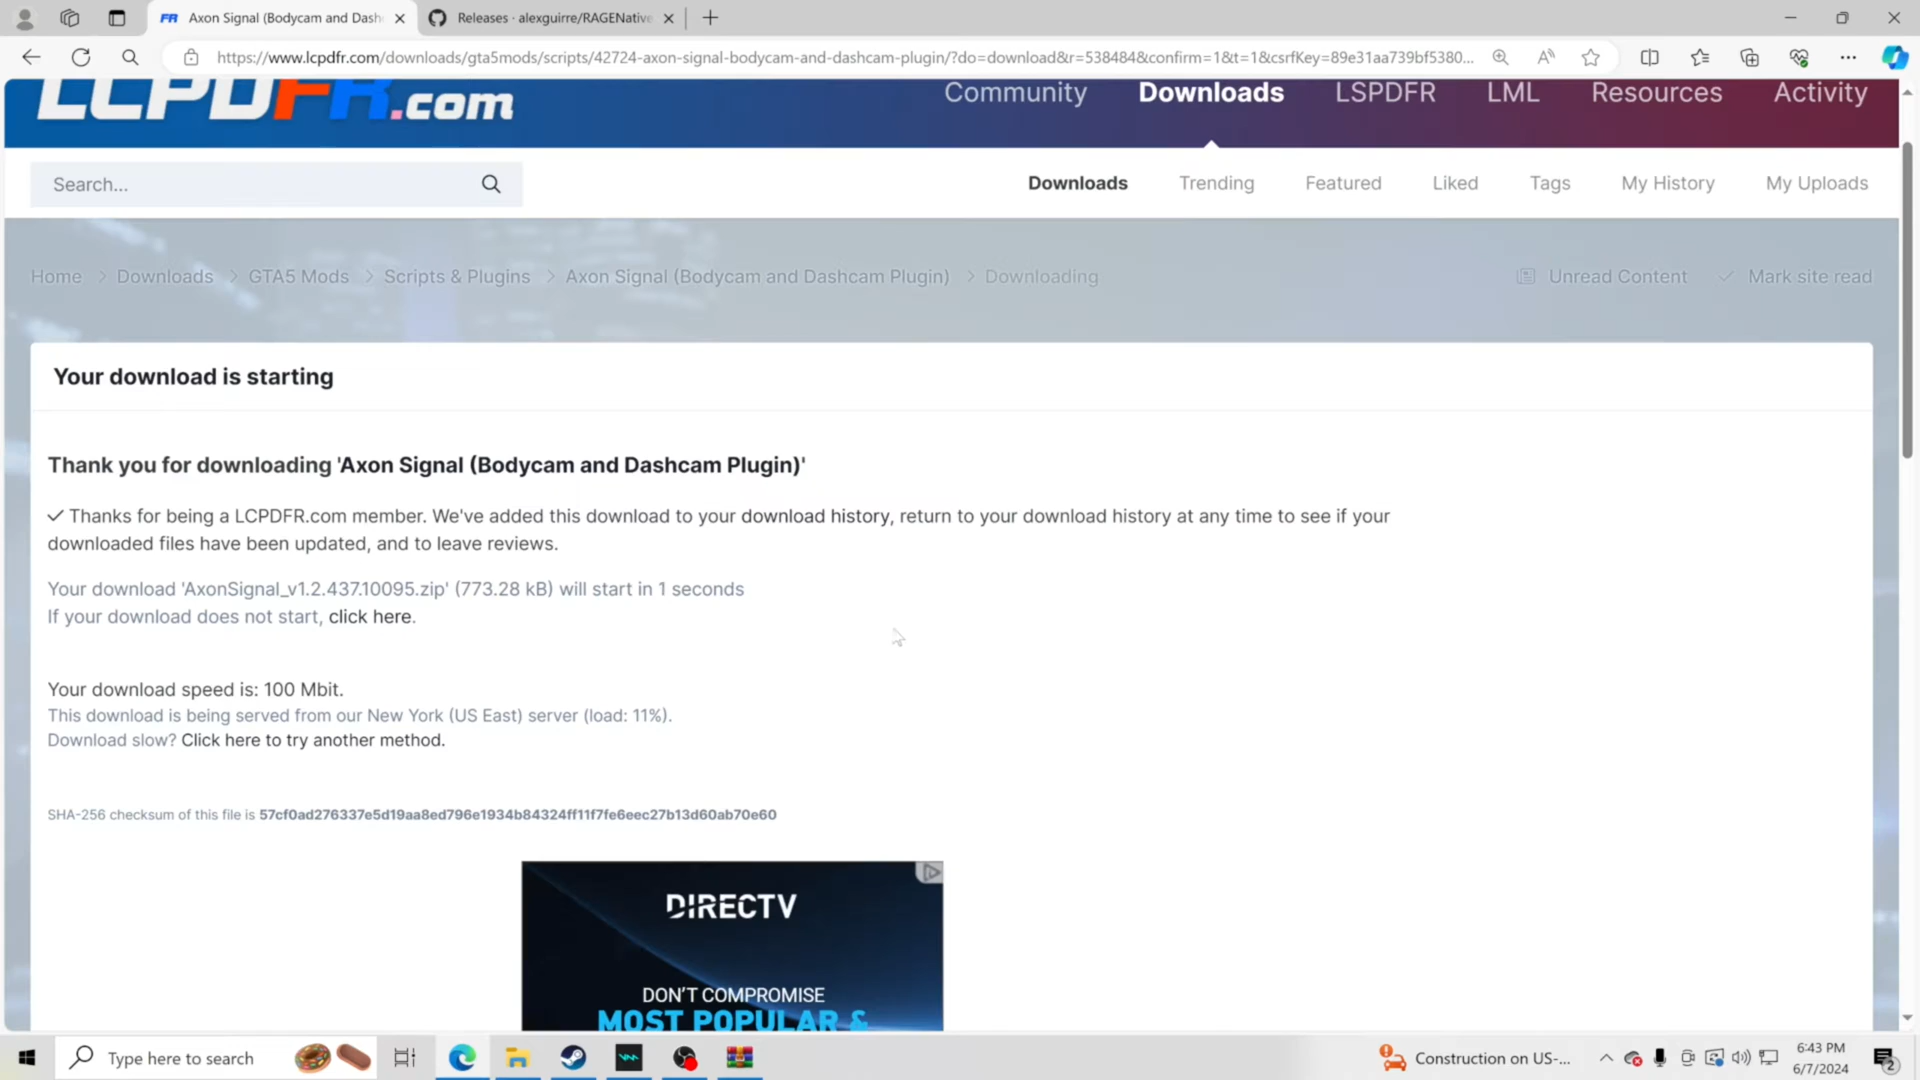 FR Axon Signal (Bodycam and Dash
Releases · alexguirre/RAGENative
https://www.lcpdfr.com/downloads/gta5mods/scripts/42724-axon-signal-bodycam-and-dashcam-plugin/?do=download&r=538484&confirm=1&t=1&csrfKey=89e31aa739bf5380...
LCPDFR.com
Community
Downloads
LSPDFR
LML
Resources
Activity
Search...
Downloads
Trending
Featured
Liked
Tags
My History
My Uploads
Home > Downloads > GTA5 Mods > Scripts & Plugins > Axon Signal (Bodycam and Dashcam Plugin) > Downloading
Unread Content
Mark site read
Your download is starting
Thank you for downloading 'Axon Signal (Bodycam and Dashcam Plugin)'
Thanks for being a LCPDFR.com member. We've added this download to your download history, return to your download history at any time to see if your
downloaded files have been updated, and to leave reviews.
Your download 'AxonSignal_v1.2.437.10095.zip' (773.28 kB) will start in 1 seconds
If your download does not start, click here.
Your download speed is: 100 Mbit.
This download is being served from our New York (US East) server (load: 11%).
Download slow? Click here to try another method.
SHA-256 checksum of this file is 57cf0ad276337e5d19aa8ed796e1934b84324ff11f7fe6eec27b13d60ab70e60
DIRECTV
DON'T COMPROMISE
MOST POPULAR &
Type here to search
Construction on US-...
6:43 PM
6/7/2024
2